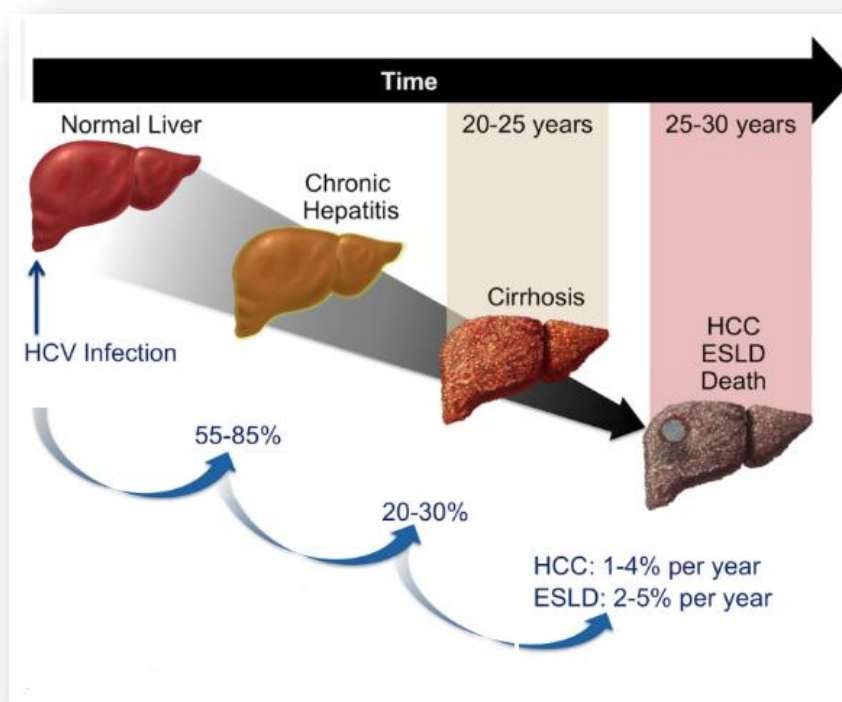 Time
Normal Liver
20-25 years
25-30 years
Chronic
Hepatitis
Cirrhosis
HCC
ESLD
Death
HCV Infection
55-85%
20-30%
HCC: 1-4% per year
ESLD: 2-5% per year